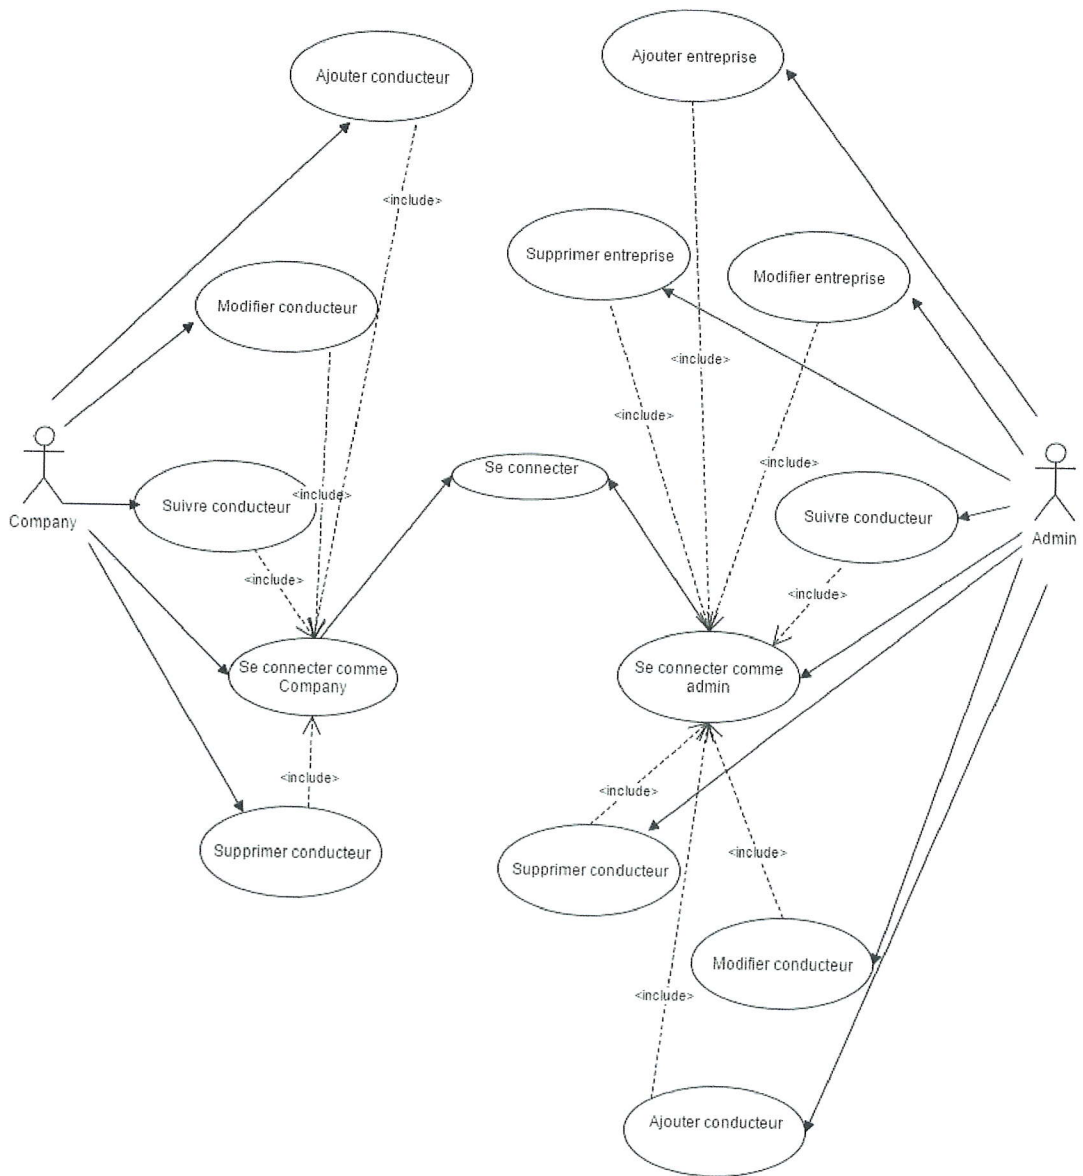 Ajouter conducteur
Ajouter entreprise
<include>
Supprimer entreprise
Modifier entreprise
Modifier conducteur
<include>
<include>
<include>
Se connecter
<include>
<include>
Suivre conducteur
Suivre conducteur
Company
Admin
<include>
<include>
Se connecter comme
Company
Se connecter comme
admin
<include>
<include>
Supprimer conducteur
<include>
Supprimer conducteur
Modifier conducteur
<include>
Ajouter conducteur